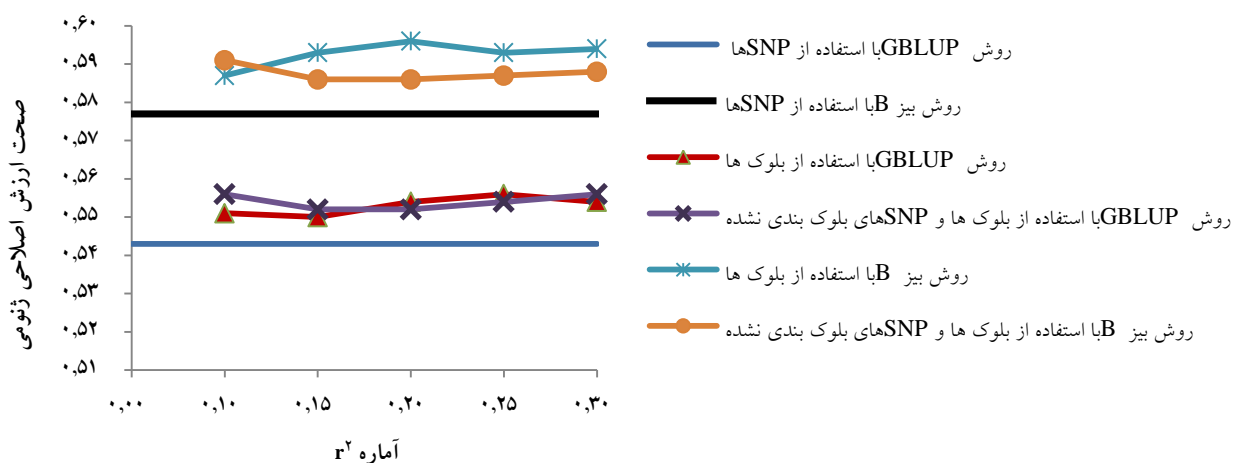 ۰,۶۰
۰,۵۹
۰,۵۸
۰,۵۷
۰,۵۶
۰,۵۵
۰,۵۴
۰,۵۳
۰,۵۲
۰,۵۱
صحت ارزش اصلاحی ژنومی
۰,۰۰ ۰,۱۰ ۰,۱۵ ۰,۲۰ ۰,۲۵ ۰,۳۰
آماره r۲
روش GBLUPبا استفاده از SNPها
روش بیز Bبا استفاده از SNPها
روش GBLUPبا استفاده از بلوک ها
روش GBLUPبا استفاده از بلوک ها و SNPهای بلوک بندی نشده
روش بیز Bبا استفاده از بلوک ها
روش بیز Bبا استفاده از بلوک ها و SNPهای بلوک بندی نشده